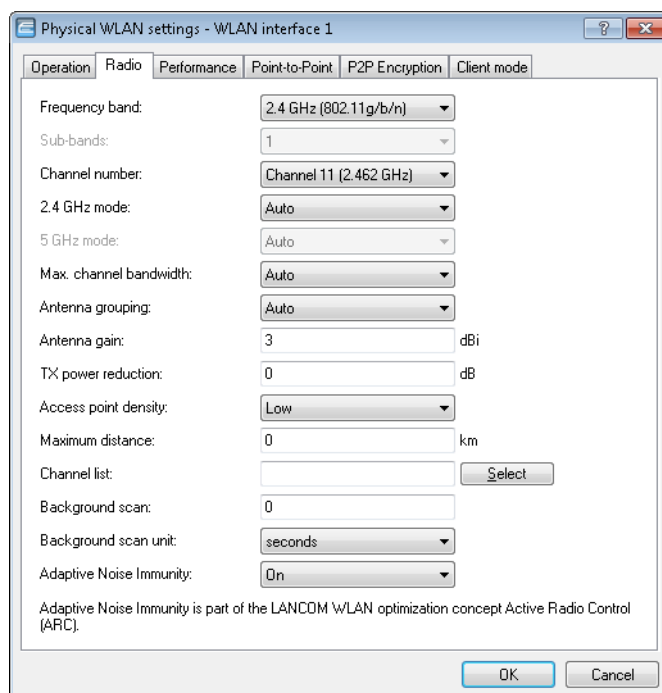 Physical WLAN settings - WLAN interface 1
Operation Radio Performance Point-to-Point P2P Encryption Client mode
Frequency band: 2.4 GHz (802.11g/b/n)
Sub-bands: 1
Channel number: Channel 11 (2.462 GHz)
2.4 GHz mode: Auto
5 GHz mode: Auto
Max. channel bandwidth: Auto
Antenna grouping: Auto
Antenna gain: 3 dBi
TX power reduction: 0 dB
Access point density: Low
Maximum distance: 0 km
Channel list: Select
Background scan: 0
Background scan unit: seconds
Adaptive Noise Immunity: On
Adaptive Noise Immunity is part of the LANCOM WLAN optimization concept Active Radio Control
(ARC).
OK Cancel